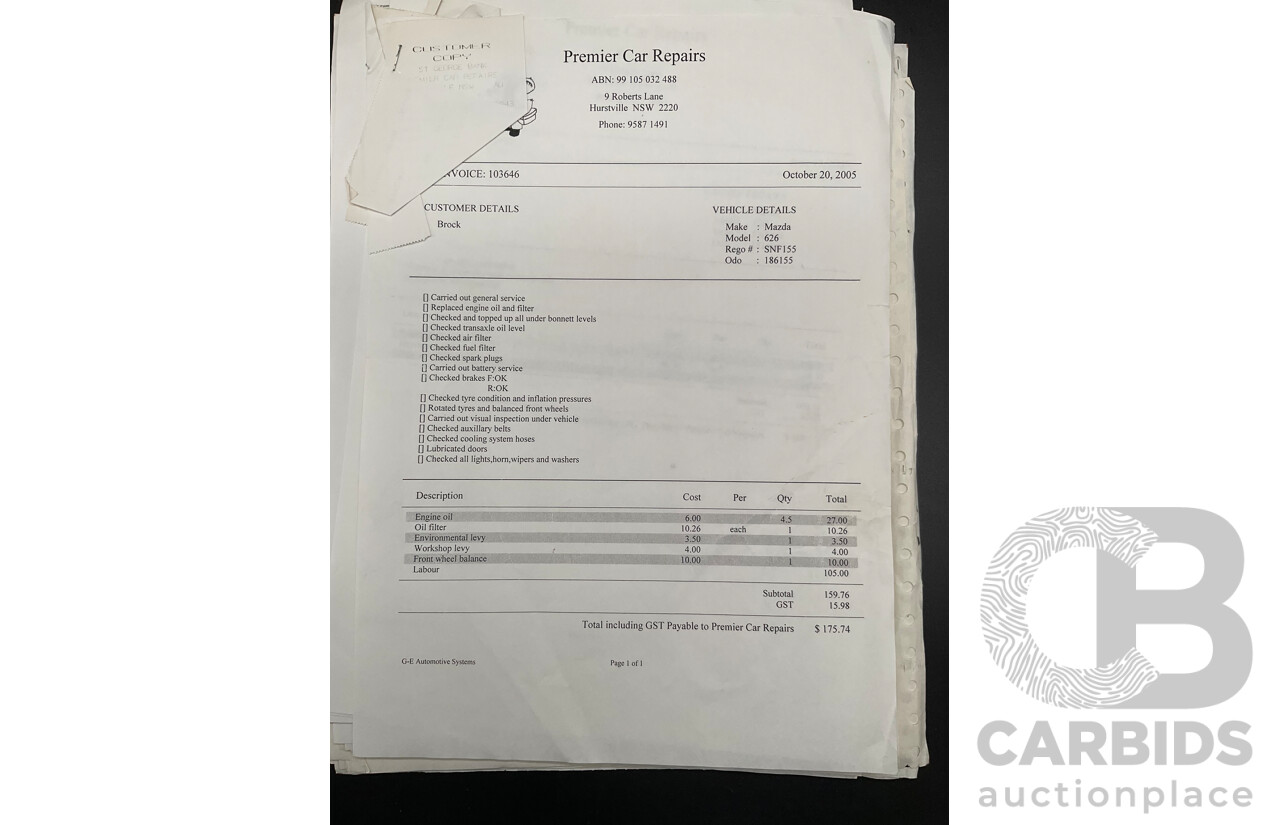 CUSTOMER
COPY
Premier Car Repairs
ABN: 99 105 032 488
9 Roberts Lane
Hurstville NSW 2220
Phone: 9587 1491
VOICE: 103646 October 20, 2005
CUSTOMER DETAILS VEHICLE DETAILS
Brock
Make : Mazda
Model : 626
Rego # : SNF155
Odo : 186155
[] Carried out general service
[] Replaced engine oil and filter
[] Checked and topped up all under bonnett levels
[] Checked transaxle oil level
[] Checked air filter
[] Checked fuel filter
[] Checked spark plugs
[] Carried out battery service
[] Checked brakes F:OK
R:OK
[] Checked tyre condition and inflation pressures
[] Rotated tyres and balanced front wheels
[] Carried out visual inspection under vehicle
[] Checked auxillary belts
[] Checked cooling system hoses
[] Lubricated doors
[] Checked all lights,horn,wipers and washers
Description Cost Per Qty Total
Engine oil 6.00 4.5 27.00
Oil filter 10.26 each 1 10.26
Environmental levy 3.50 1 3.50
Workshop levy 4.00 1 4.00
Front wheel balance 10.00 1 10.00
Labour 105.00
Subtotal 159.76
GST 15.98
Total including GST Payable to Premier Car Repairs $ 175.74
G-E Automotive Systems Page 1 of 1
CB
CARBIDS
auctionplace